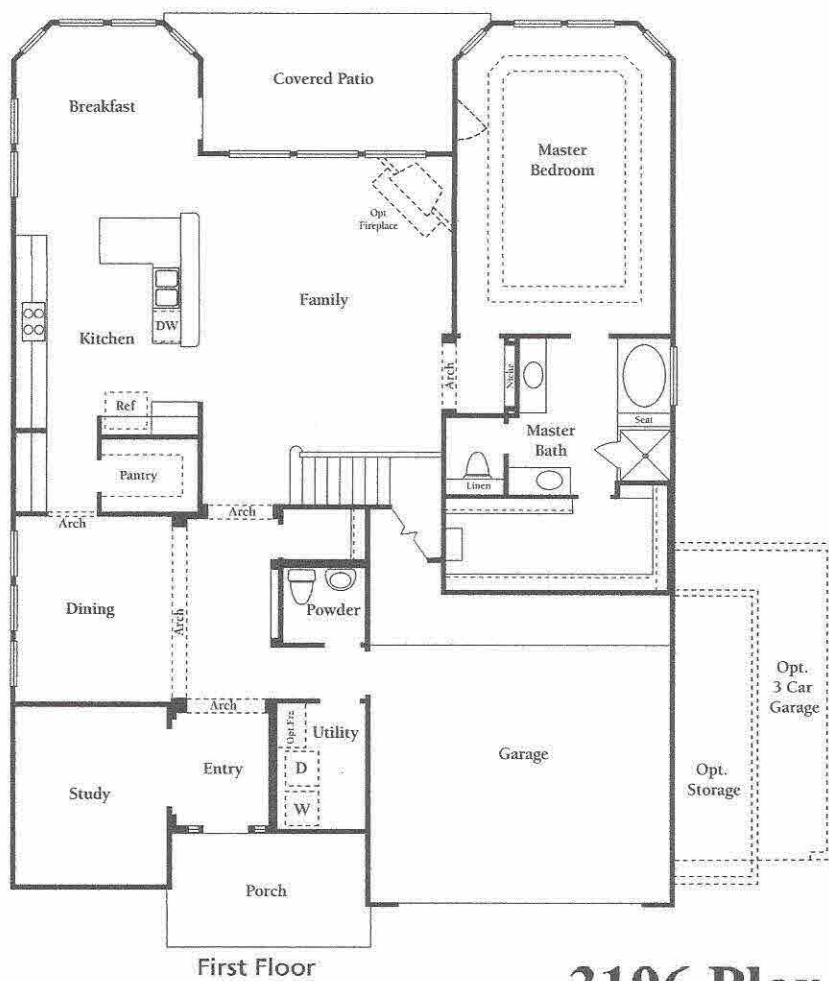 Covered Patio
Breakfast
Master
Bedroom
Opt
Fireplace
Family
DW
Kitchen
Arch
Niche
Ref
Seat
Master
Bath
Pantry
Linen
Arch
Arch
Dining
Arch
Powder
Opt.
3 Car
Garage
Arch
Opt.Frz
Utility
Garage
Entry
D
Opt.
Storage
Study
W
Porch
First Floor
3196 Plan